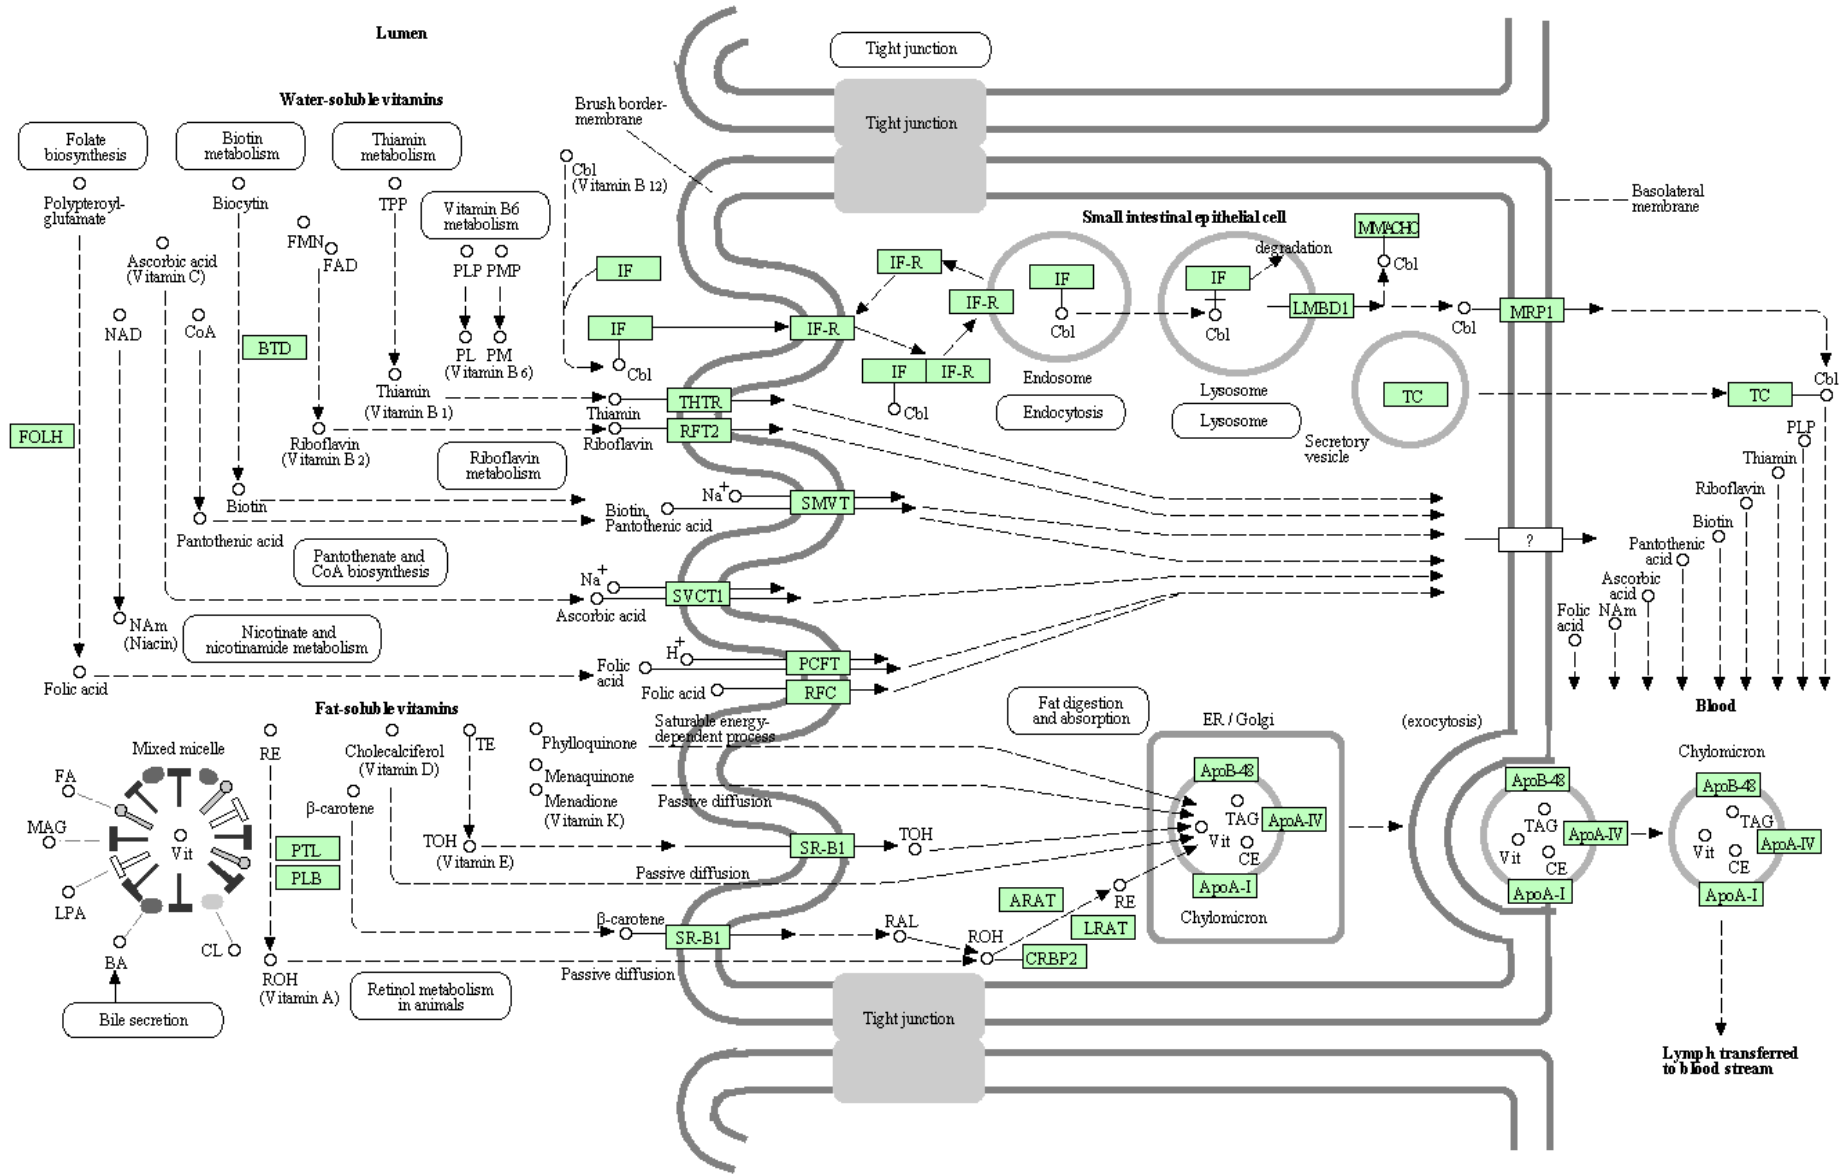 Lumen
Tight junction
Water-soluble vitamins
Brush border-
membrane
Tight junction
Folate
biosynthesis
Biotin
metabolism
Thiamin
metabolism
Cbl
(Vitamin B 12)
Polypteroyl-
glutamate
Biocytin
TPP
Vitamin B6
metabolism
Basolateral
membrane
Small intestinal epithelial cell
FMN
FAD
Ascorbic acid
(Vitamin C)
PLP PMP
IF
IF-R
IF-R
IF
Cbl
IF
Cbl
degradation
MMACHC
Cbl
LMBD1
Cbl
MRP1
NAD
CoA
BTD
PL PM
(Vitamin B 6)
IF
Cbl
IF-R
IF IF-R
Cbl
Endosome
Endocytosis
Lysosome
Lysosome
TC
Secretory
vesicle
TC
Cbl
Thiamin
(Vitamin B 1)
Thiamin
THTR
FOLH
Riboflavin
(Vitamin B 2)
Riboflavin
RFT2
Riboflavin
metabolism
PLP
Thiamin
Riboflavin
Biotin
Pantothenic
acid
Ascorbic
acid
NAm
Folic
acid
Biotin
Na+
Biotin,
Pantothenic acid
SMVT
?
Pantothenic acid
Pantothenate and
CoA biosynthesis
Na+
Ascorbic acid
SVCT1
NAm
(Niacin)
Nicotinate and
nicotinamide metabolism
Folic acid
H+
Folic
acid
PCFT
Folic acid
RFC
Blood
Fat-soluble vitamins
Saturable energy-
dependent process
Fat digestion
and absorption
ER / Golgi
(exocytosis)
Mixed micelle
RE
Cholecalciferol
(Vitamin D)
TE
Phylloquinone
Menaquinone
Menadione
(Vitamin K)
Passive diffusion
FA
MAG
LPA
BA
CL
Vit
β-carotene
PTL
PLB
TOH
(Vitamin E)
SR-B1
TOH
Passive diffusion
ApoB-48
TAG
Vit
CE
ApoA-IV
ApoA-I
Chylomicron
ApoB-48
TAG
Vit
CE
ApoA-IV
ApoA-I
Chylomicron
ApoB-48
TAG
Vit
CE
ApoA-IV
ApoA-I
β-carotene
SR-B1
RAL
ROH
ARAT
RE
LRAT
CRBP2
ROH
(Vitamin A)
Passive diffusion
Retinol metabolism
in animals
Bile secretion
Tight junction
Lymph transferred
to blood stream